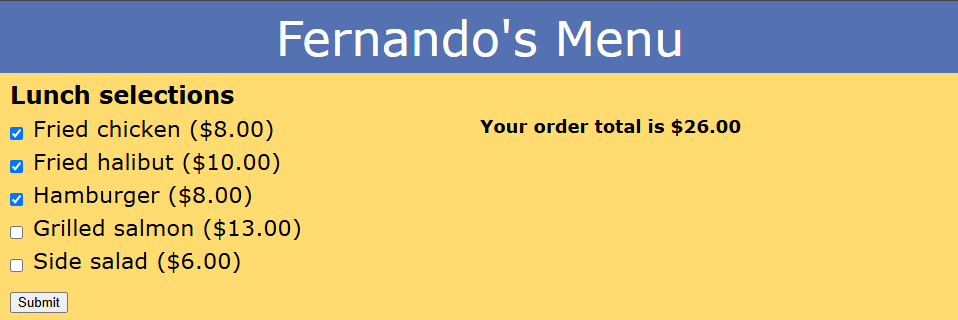 Fernando's Menu
Lunch selections
Fried chicken ($8.00)
Fried halibut ($10.00)
Hamburger ($8.00)
Grilled salmon ($13.00)
Side salad ($6.00)
Submit
Your order total is $26.00